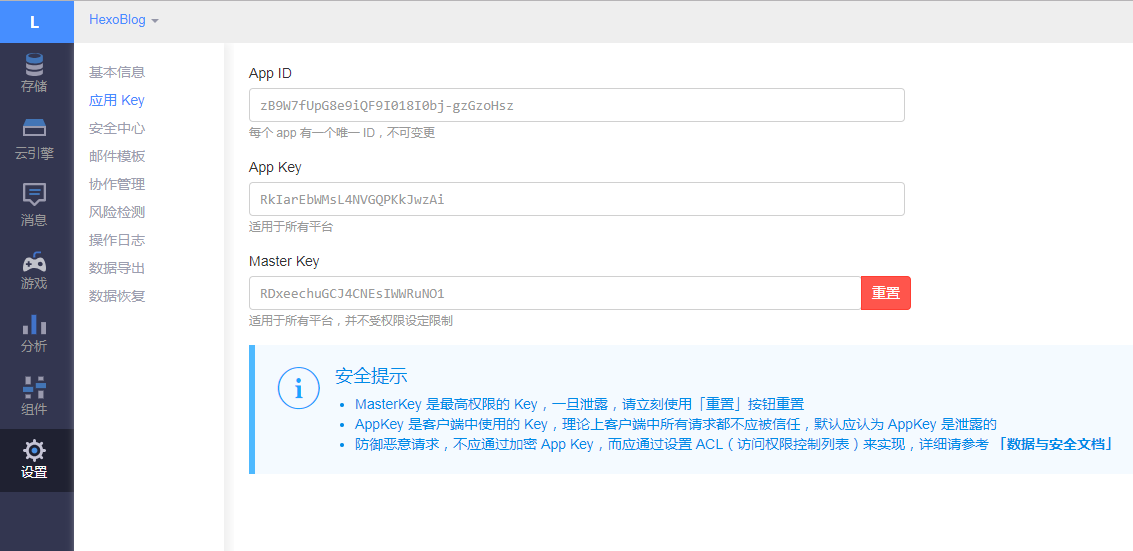 L
HexoBlog
存储
云引擎
消息
游戏
分析
组件
设置
基本信息
应用 Key
安全中心
邮件模板
协作管理
风险检测
操作日志
数据导出
数据恢复
App ID
zB9W7fUpG8e9iQF9I018I0bj-gzGzoHsz
每个 app 有一个唯一 ID，不可变更
App Key
RkIarEbWMsL4NVGQPKkJwzAi
适用于所有平台
Master Key
RDxeechuGCJ4CNEsIWWRuNO1
重置
适用于所有平台，并不受权限设定限制
安全提示
MasterKey 是最高权限的 Key，一旦泄露，请立刻使用「重置」按钮重置
AppKey 是客户端中使用的 Key，理论上客户端中所有请求都不应被信任，默认应认为 AppKey 是泄露的
防御恶意请求，不应通过加密 App Key，而应通过设置 ACL（访问权限控制列表）来实现，详细请参考 「数据与安全文档」